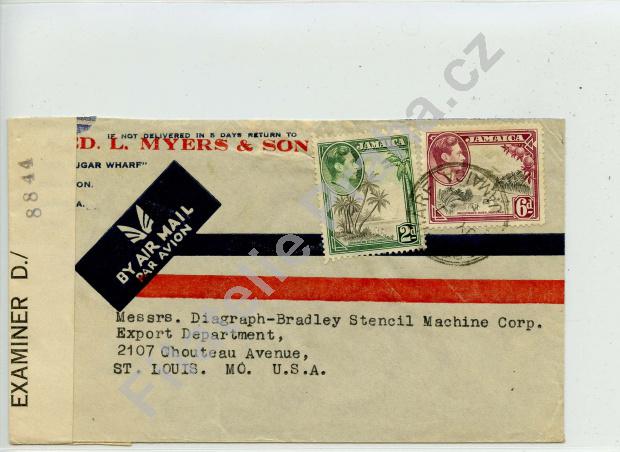 IF NOT DELIVERED IN 5 DAYS RETURN TO
ED. L. MYERS & SON
UGAR WHARF"
ON.
A.
EXAMINER D./
8844
BY AIR MAIL
PAR AVION
JAMAICA
2d
JAMAICA
6d
Messrs. Diagraph-Bradley Stencil Machine Corp.
Export Department,
2107 Chouteau Avenue,
ST. LOUIS. MO. U.S.A.